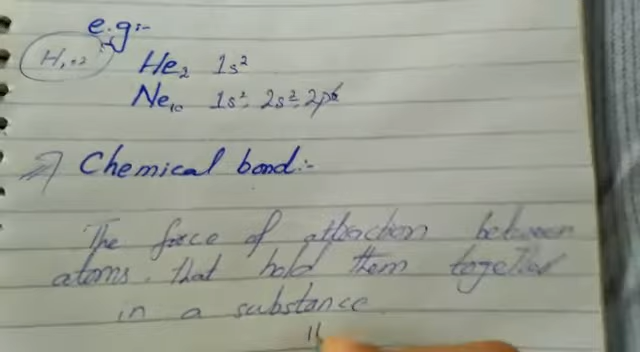 e.g:-
He₂ 1s²
Ne₁₀ 1s², 2s², 2p⁶
Chemical bond:-
The force of attraction between
atoms. that hold them together
in a substance